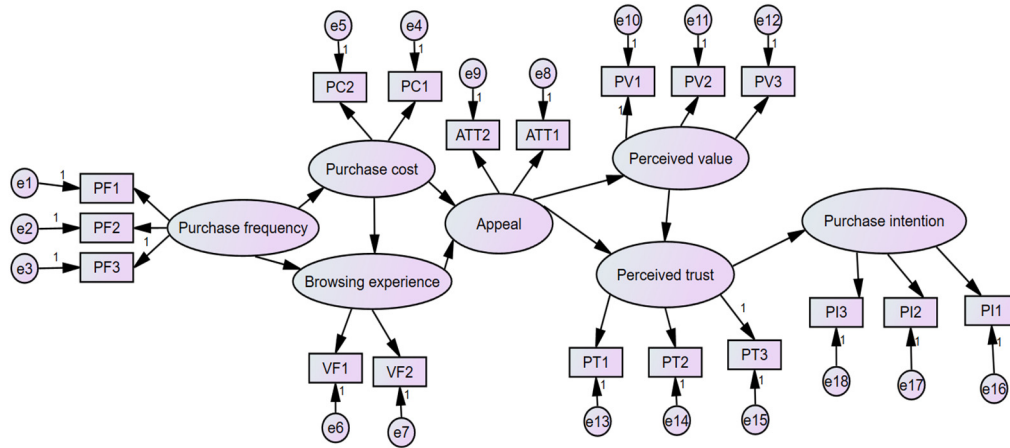 e5
e4
e10
e11
e12
1
1
1
1
1
PC2
PC1
e9
e8
PV1
PV2
PV3
1
1
ATT2
ATT1
1
Purchase cost
Perceived value
e1
1
PF1
e2
1
PF2
Purchase frequency
Appeal
Purchase intention
e3
1
PF3
1
Browsing experience
Perceived trust
1
PI3
PI2
PI1
VF1
VF2
PT1
PT2
PT3
1
1
1
1
1
1
1
1
e6
e7
e13
e14
e15
e18
e17
e16